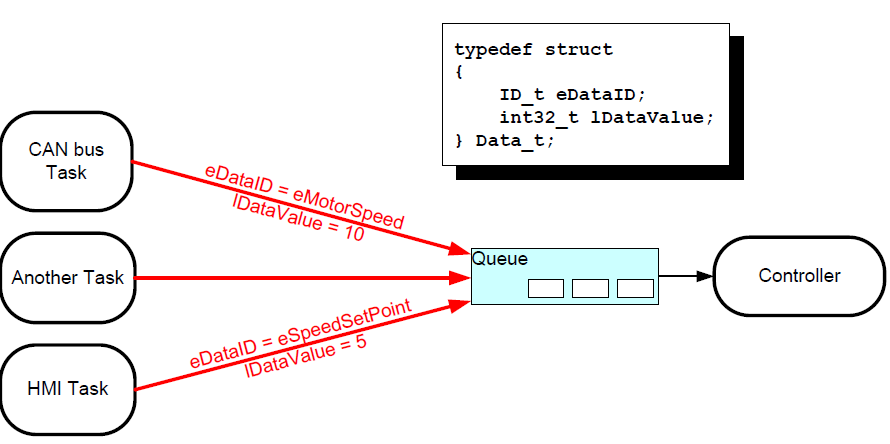 typedef struct
{
ID_t eDataID;
int32_t lDataValue;
} Data_t;
CAN bus
Task
eDataID = eMotorSpeed
lDataValue = 10
Another Task
Queue
Controller
eDataID = eSpeedSetPoint
lDataValue = 5
HMI Task